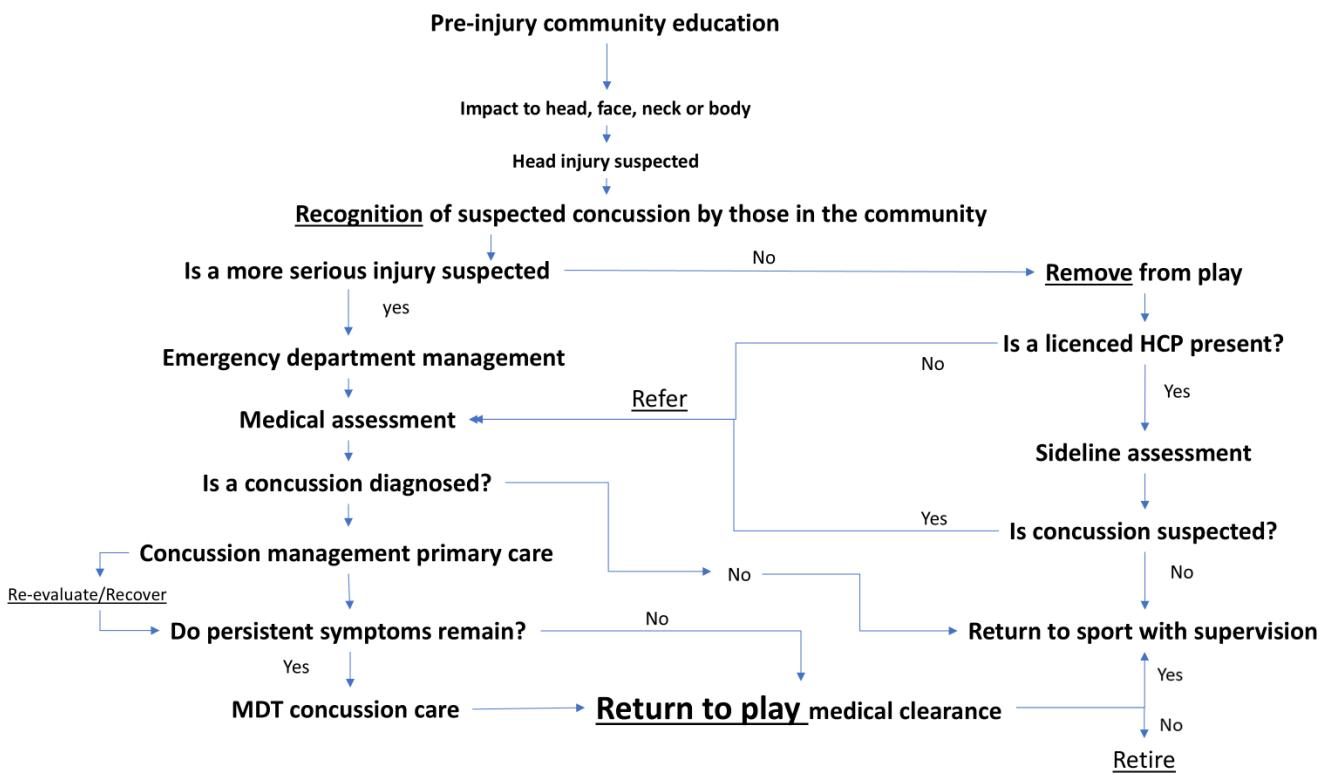 Pre-injury community education
Impact to head, face, neck or body
Head injury suspected
Recognition of suspected concussion by those in the community
Is a more serious injury suspected
No
Remove from play
yes
Is a licenced HCP present?
No
Emergency department management
Yes
Refer
Medical assessment
Sideline assessment
Is a concussion diagnosed?
Yes
Is concussion suspected?
Concussion management primary care
No
No
Re-evaluate/Recover
No
Do persistent symptoms remain?
Return to sport with supervision
Yes
Yes
MDT concussion care
Return to play medical clearance
No
Retire